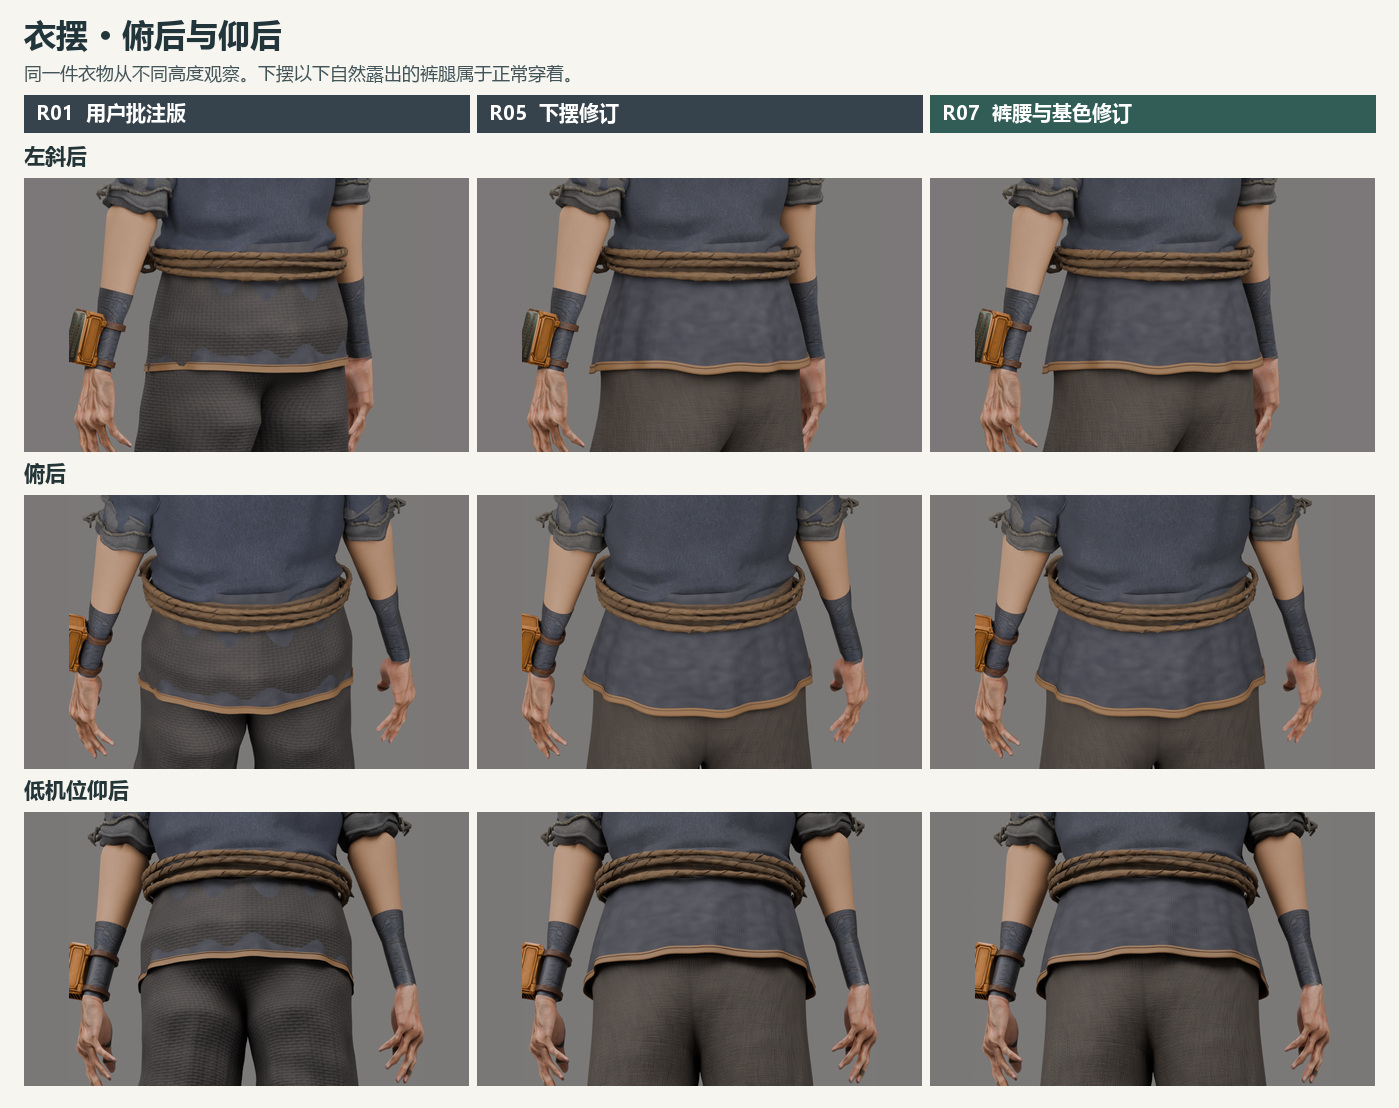 衣摆・俯后与仰后
同一件衣物从不同高度观察。下摆以下自然露出的裤腿属于正常穿着。
R01 用户批注版
R05 下摆修订
R07 裤腰与基色修订
左斜后
俯后
低机位仰后